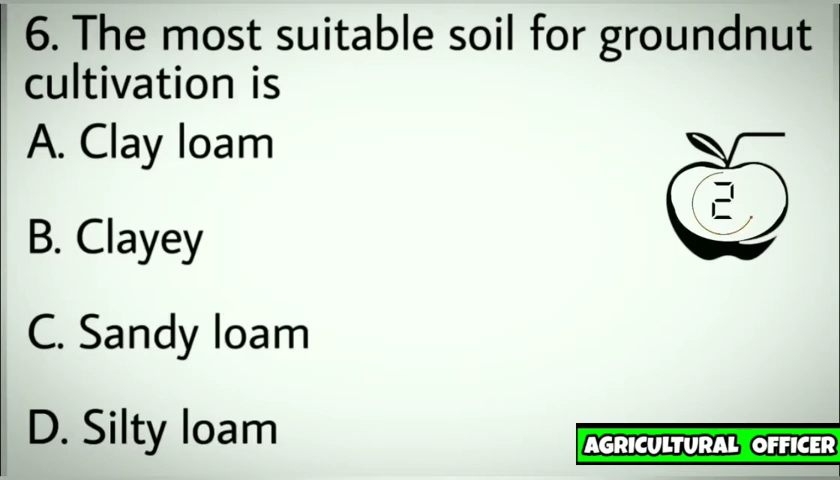 6. The most suitable soil for groundnut
cultivation is
A. Clay loam
2
B. Clayey
C. Sandy loam
D. Silty loam
AGRICULTURAL OFFICER